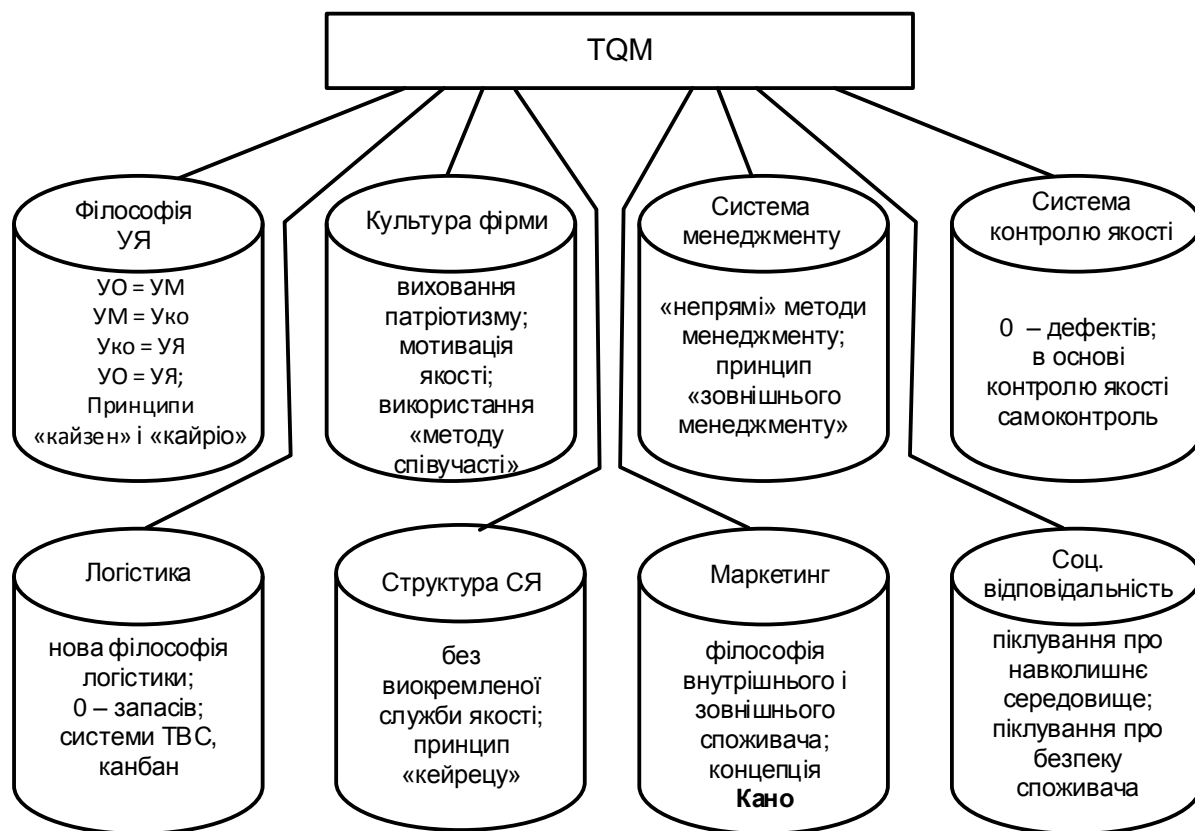 TQM
Філософія
УЯ
УО = УМ
УМ = Уко
Уко = УЯ
УО = УЯ;
Принципи
«кайзен» і «кайріо»
Культура фірми
виховання
патріотизму;
мотивація
якості;
використання
«методу
співучасті»
Система
менеджменту
«непрямі» методи
менеджменту;
принцип
«зовнішнього
менеджменту»
Система
контролю якості
0 – дефектів;
в основі
контролю якості
самоконтроль
Логістика
нова філософія
логістики;
0 – запасів;
системи ТВС,
канбан
Структура СЯ
без
виокремленої
служби якості;
принцип
«кейрецу»
Маркетинг
філософія
внутрішнього і
зовнішнього
споживача;
концепція
Кано
Соц.
відповідальність
піклування про
навколишнє
середовище;
піклування про
безпеку
споживача